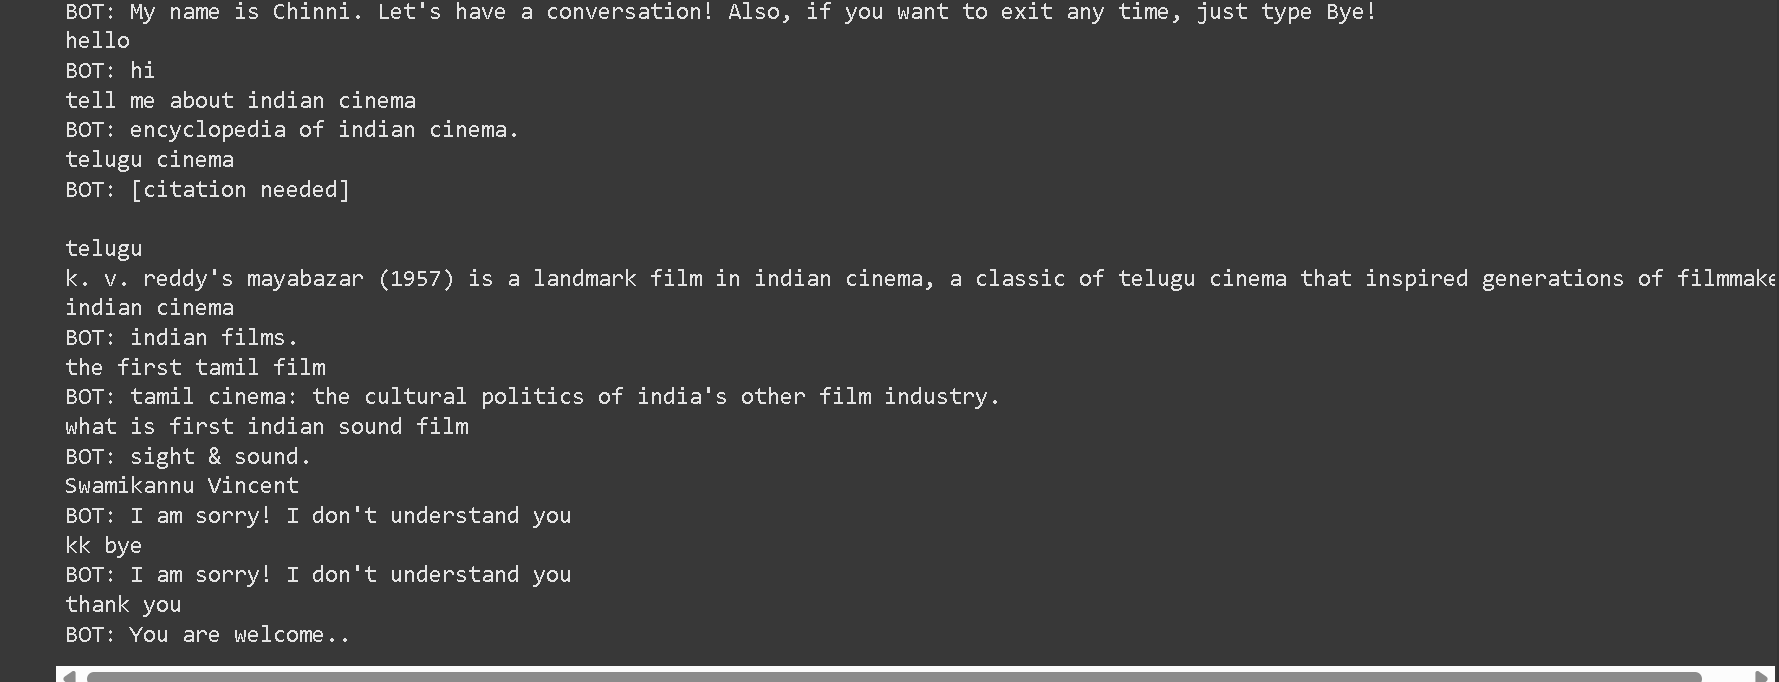 BOT: My name is Chinni. Let's have a conversation! Also, if you want to exit any time, just type Bye!
hello
BOT: hi
tell me about indian cinema
BOT: encyclopedia of indian cinema.
telugu cinema
BOT: [citation needed]
telugu
k. v. reddy's mayabazar (1957) is a landmark film in indian cinema, a classic of telugu cinema that inspired generations of filmmake
indian cinema
BOT: indian films.
the first tamil film
BOT: tamil cinema: the cultural politics of india's other film industry.
what is first indian sound film
BOT: sight & sound.
Swamikannu Vincent
BOT: I am sorry! I don't understand you
kk bye
BOT: I am sorry! I don't understand you
thank you
BOT: You are welcome..